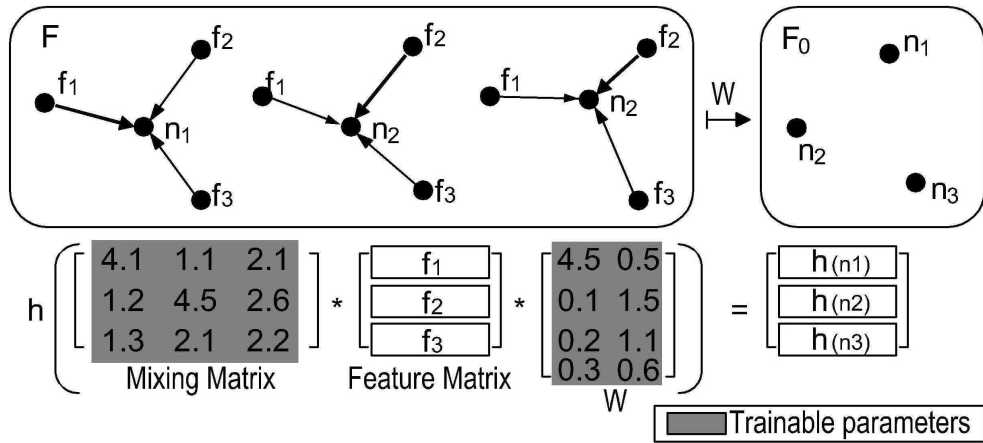 F
f1
f2
n1
f3
f1
f2
n2
f3
f1
f2
n2
f3
W
F0
n1
n2
n3
h
4.1 1.1 2.1
1.2 4.5 2.6
1.3 2.1 2.2
*
f1
f2
f3
*
4.5 0.5
0.1 1.5
0.2 1.1
0.3 0.6
=
h(n1)
h(n2)
h(n3)
Mixing Matrix
Feature Matrix
W
Trainable parameters